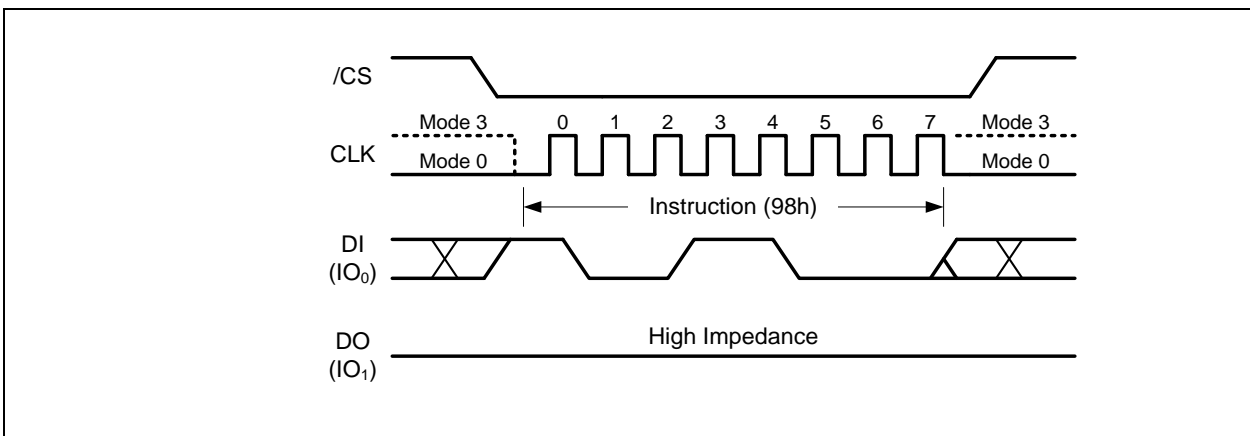 /CS
Mode 3 0 1 2 3 4 5 6 7 Mode 3
CLK
Mode 0 Mode 0
Instruction (98h)
DI
(IO₀)
High Impedance
DO
(IO₁)